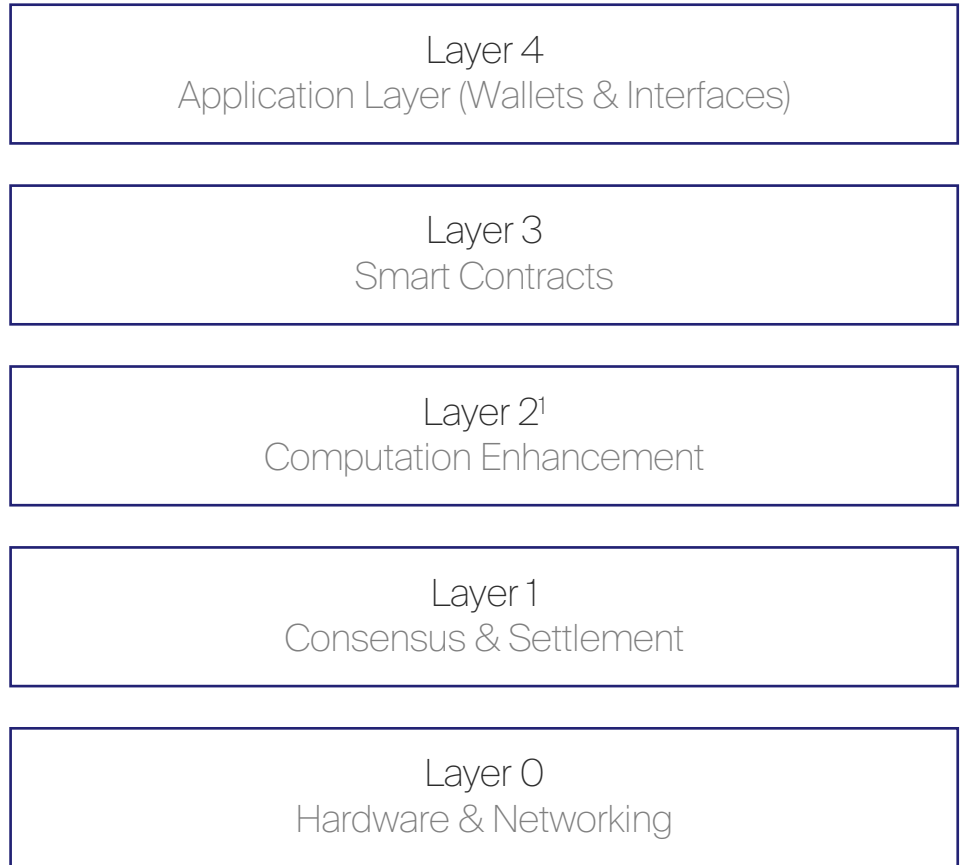 Layer 4
Application Layer (Wallets & Interfaces)
Layer 3
Smart Contracts
Layer 2¹
Computation Enhancement
Layer 1
Consensus & Settlement
Layer 0
Hardware & Networking